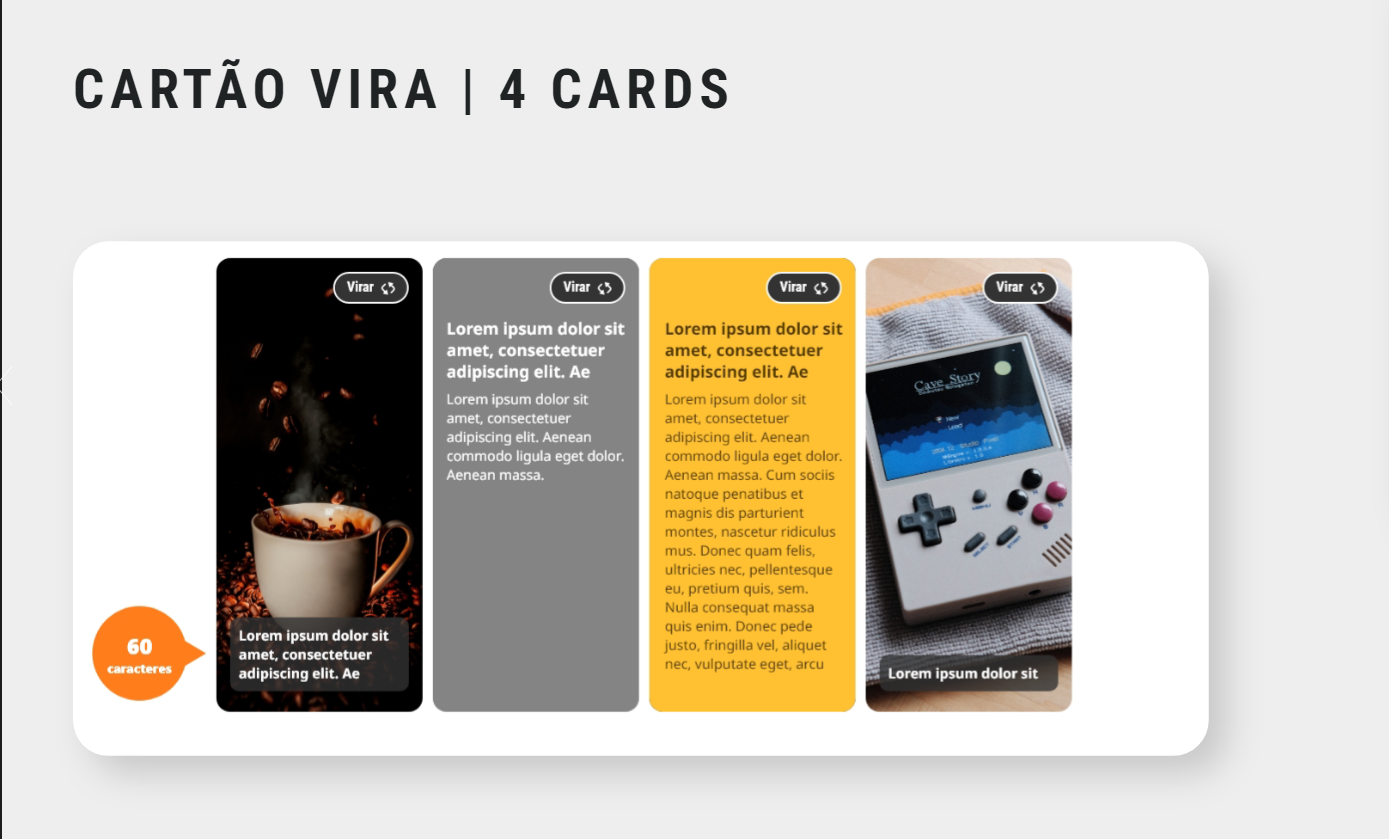 CARTÃO VIRA | 4 CARDS
60
caracteres
Virar
Lorem ipsum dolor sit
amet, consectetuer
adipiscing elit. Ae
Virar
Lorem ipsum dolor sit
amet, consectetuer
adipiscing elit. Ae
Lorem ipsum dolor sit
amet, consectetuer
adipiscing elit. Aenean
commodo ligula eget dolor.
Aenean massa.
Virar
Lorem ipsum dolor sit
amet, consectetuer
adipiscing elit. Ae
Lorem ipsum dolor sit
amet, consectetuer
adipiscing elit. Aenean
commodo ligula eget dolor.
Aenean massa. Cum sociis
natoque penatibus et
magnis dis parturient
montes, nascetur ridiculus
mus. Donec quam felis,
ultricies nec, pellentesque
eu, pretium quis, sem.
Nulla consequat massa
quis enim. Donec pede
justo, fringilla vel, aliquet
nec, vulputate eget, arcu
Virar
Cave Story
New
Load
Lorem ipsum dolor sit